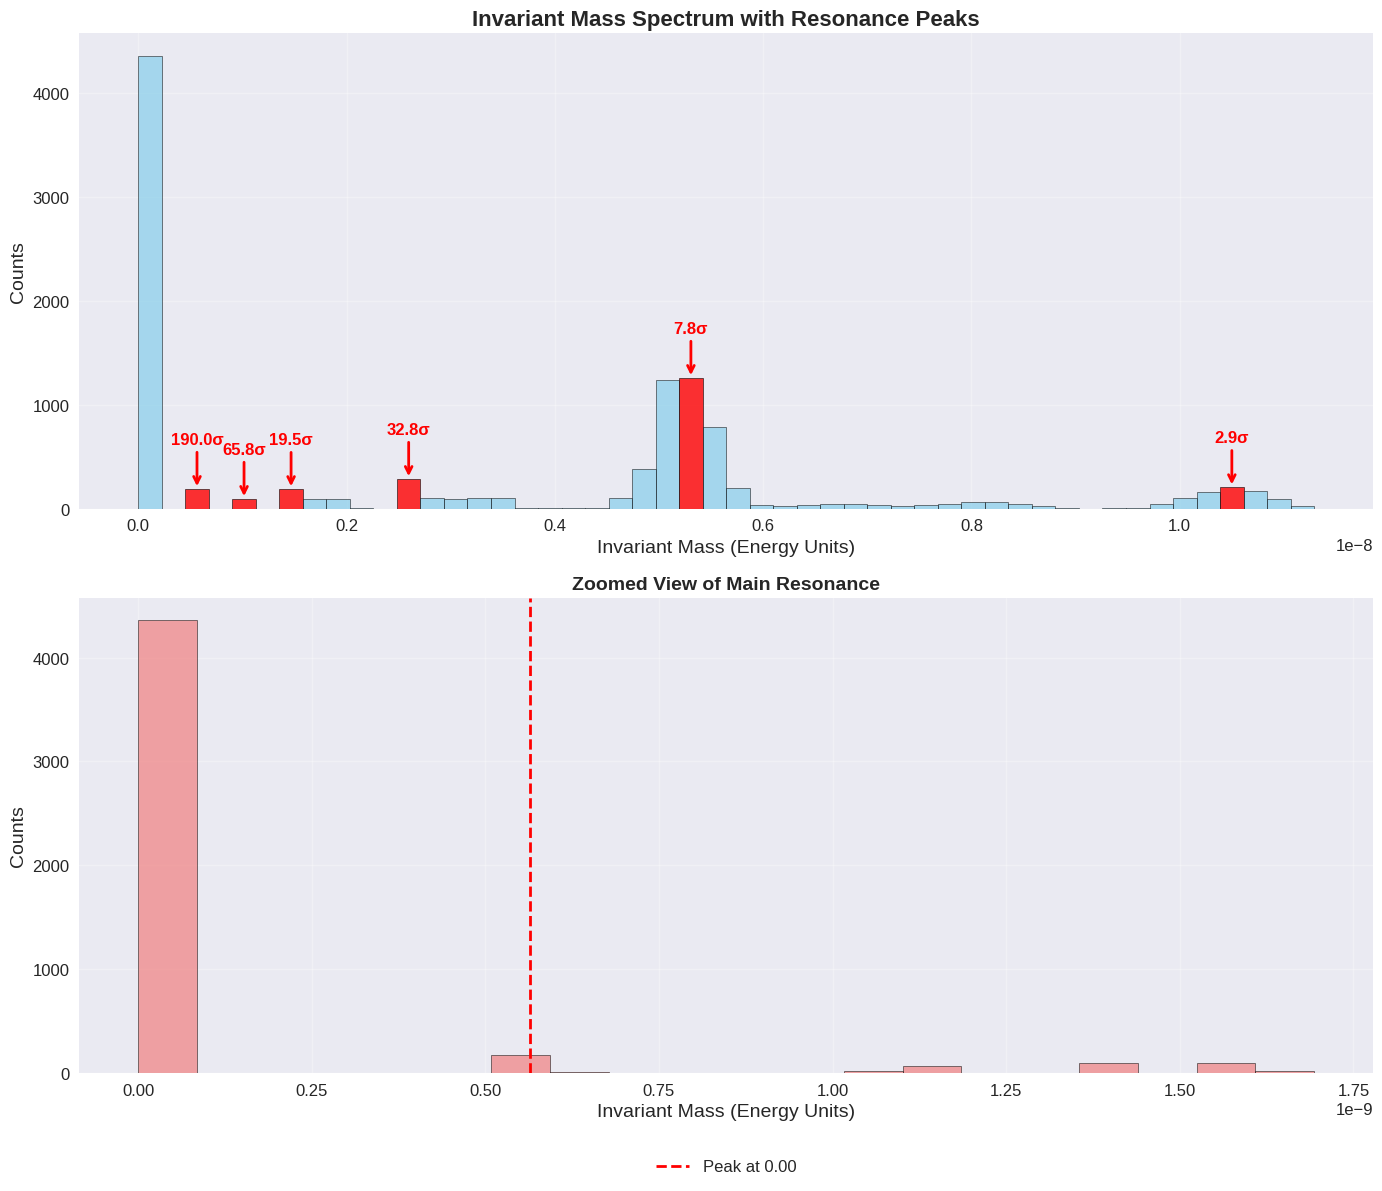 Invariant Mass Spectrum with Resonance Peaks
4000
3000
2000
1000
0
Counts
190.0σ
65.8σ
19.5σ
32.8σ
7.8σ
2.9σ
0.0 0.2 0.4 0.6 0.8 1.0
1e−8
Invariant Mass (Energy Units)
Zoomed View of Main Resonance
4000
3000
2000
1000
0
Counts
0.00 0.25 0.50 0.75 1.00 1.25 1.50 1.75
1e−9
Invariant Mass (Energy Units)
Peak at 0.00